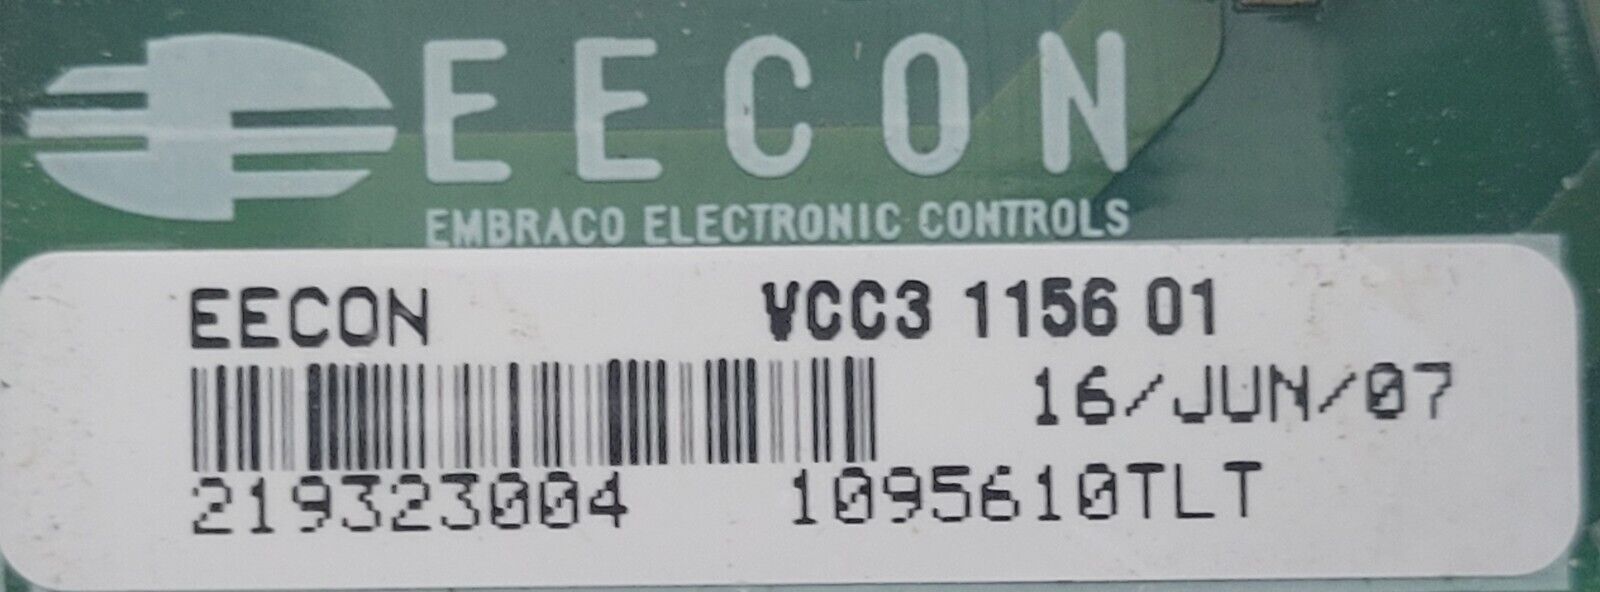 EECON
EMBRACO ELECTRONIC CONTROLS
EECON VCC3 1156 01
16/JUN/07
219323004 1095610TLT